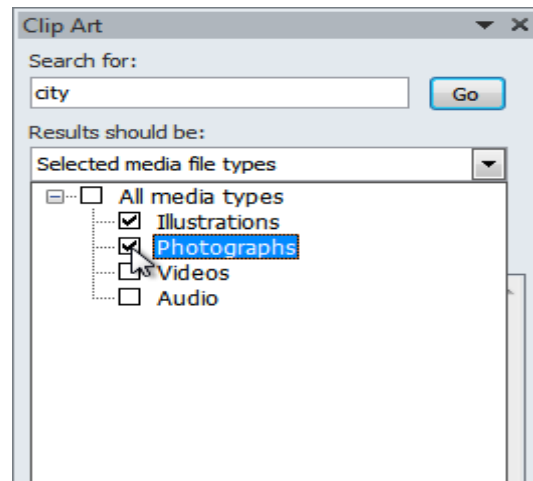 Clip Art
Search for:
city
Go
Results should be:
Selected media file types
All media types
Illustrations
Photographs
Videos
Audio